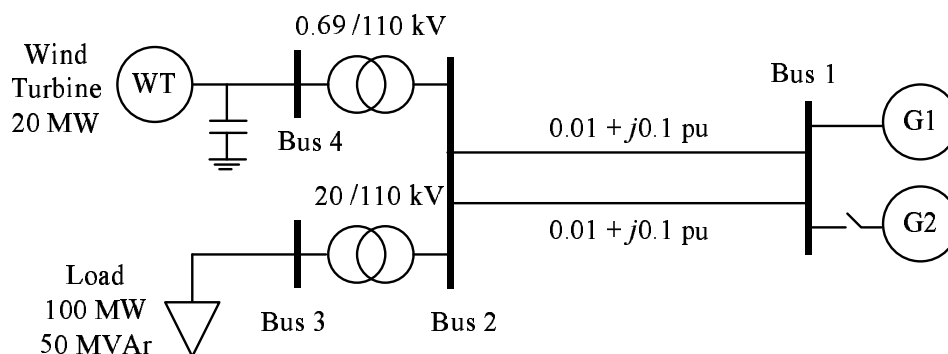 0.69 /110 kV
Wind
Turbine
20 MW
WT
Bus 4
Bus 1
G1
0.01 + j0.1 pu
20 /110 kV
0.01 + j0.1 pu
G2
Load
100 MW
50 MVAr
Bus 3
Bus 2